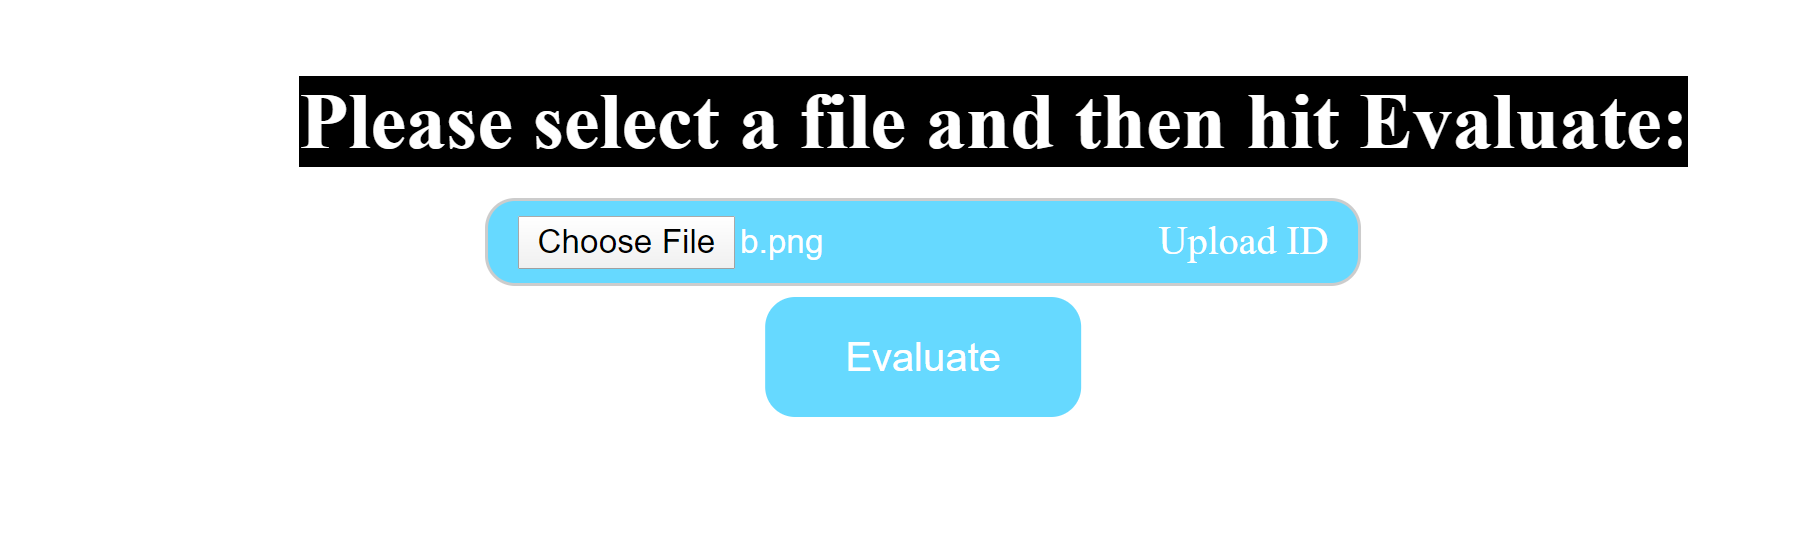 Please select a file and then hit Evaluate:
Choose File b.png Upload ID
Evaluate